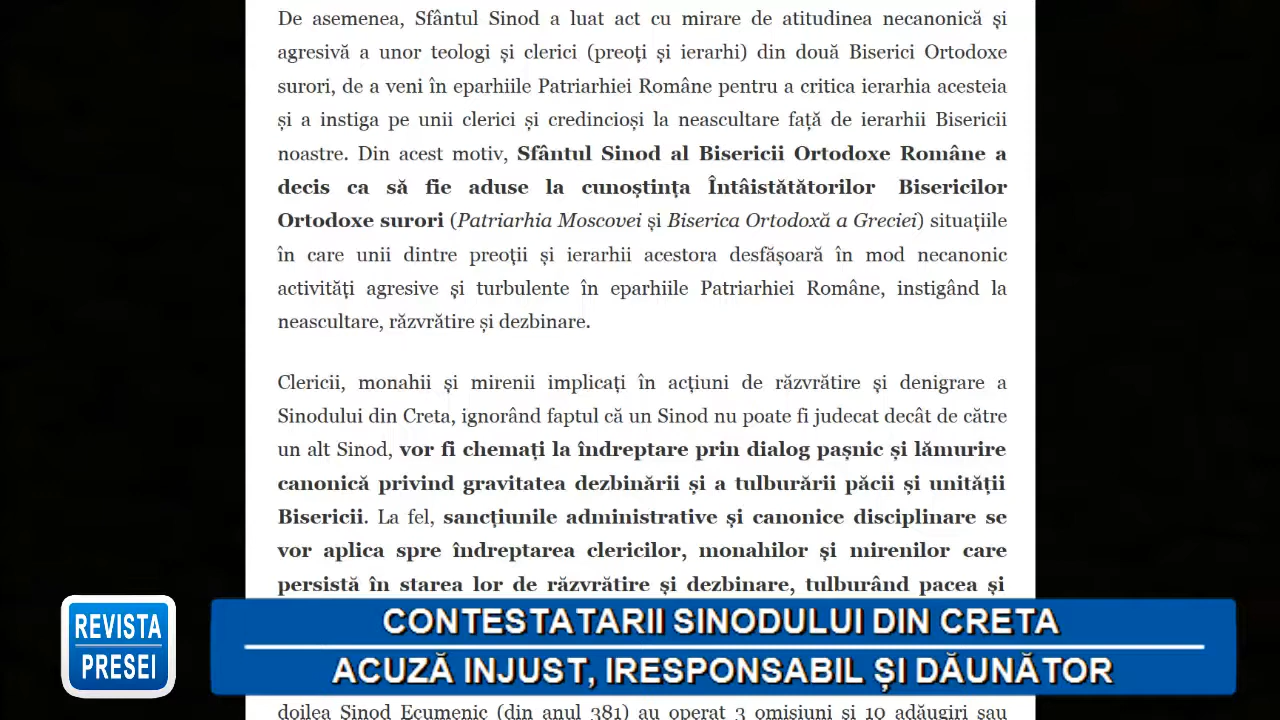 De asemenea, Sfântul Sinod a luat act cu mirare de atitudinea necanonică și
agresivă a unor teologi și clerici (preoți și ierarhi) din două Biserici Ortodoxe
surori, de a veni în eparhiile Patriarhiei Române pentru a critica ierarhia acesteia
și a instiga pe unii clerici și credincioși la neascultare față de ierarhii Bisericii
noastre. Din acest motiv, Sfântul Sinod al Bisericii Ortodoxe Române a
decis ca să fie aduse la cunoștința Întâistătătorilor Bisericilor
Ortodoxe surori (Patriarhia Moscovei și Biserica Ortodoxă a Greciei) situațiile
în care unii dintre preoții și ierarhii acestora desfășoară în mod necanonic
activități agresive și turbulente în eparhiile Patriarhiei Române, instigând la
neascultare, răzvrătire și dezbinare.
Clericii, monahii și mirenii implicați în acțiuni de răzvrătire și denigrare a
Sinodului din Creta, ignorând faptul că un Sinod nu poate fi judecat decât de către
un alt Sinod, vor fi chemați la îndreptare prin dialog pașnic și lămurire
canonică privind gravitatea dezbinării și a tulburării păcii și unității
Bisericii. La fel, sancțiunile administrative și canonice disciplinare se
vor aplica spre îndreptarea clericilor, monahilor și mirenilor care
persistă în starea lor de răzvrătire și dezbinare, tulburând pacea și
REVISTA
PRESEI
CONTESTATARII SINODULUI DIN CRETA
ACUZĂ INJUST, IRESPONSABIL ȘI DĂUNĂTOR
doilea Sinod Ecumenic (din anul 381) au operat 3 omisiuni și 10 adăugiri sau